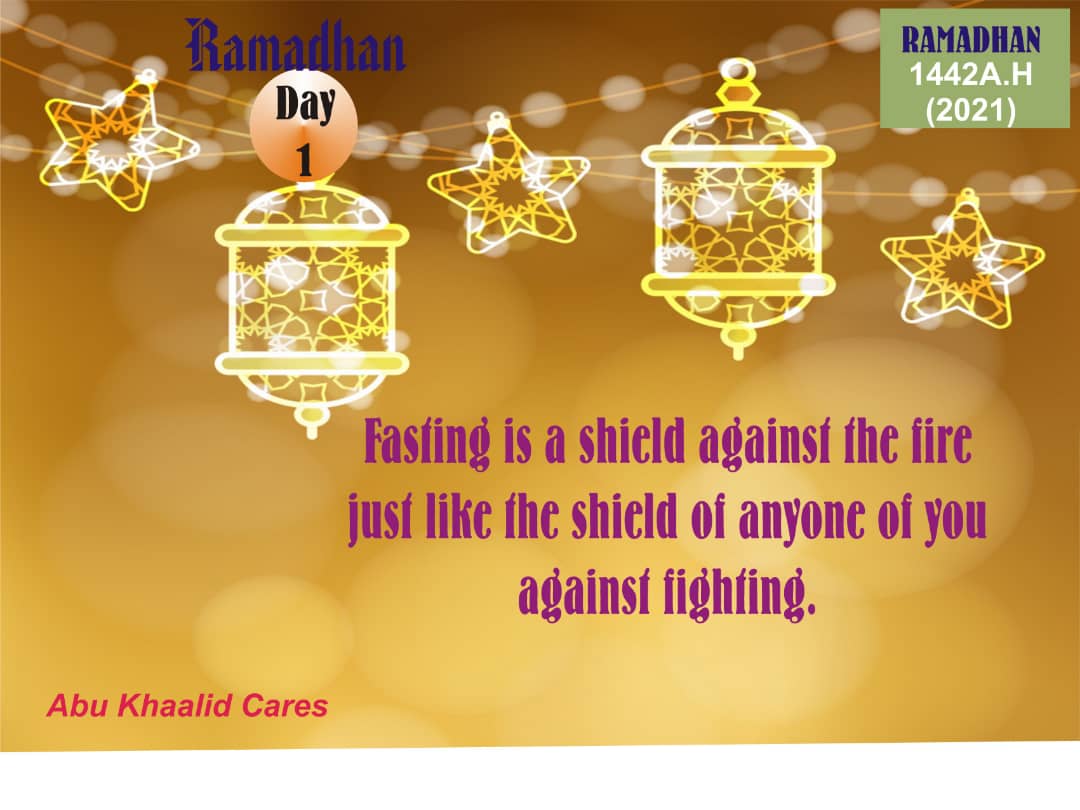 Ramadhan
Day
1
RAMADHAN
1442A.H
(2021)
Fasting is a shield against the fire
just like the shield of anyone of you
against fighting.
Abu Khaalid Cares